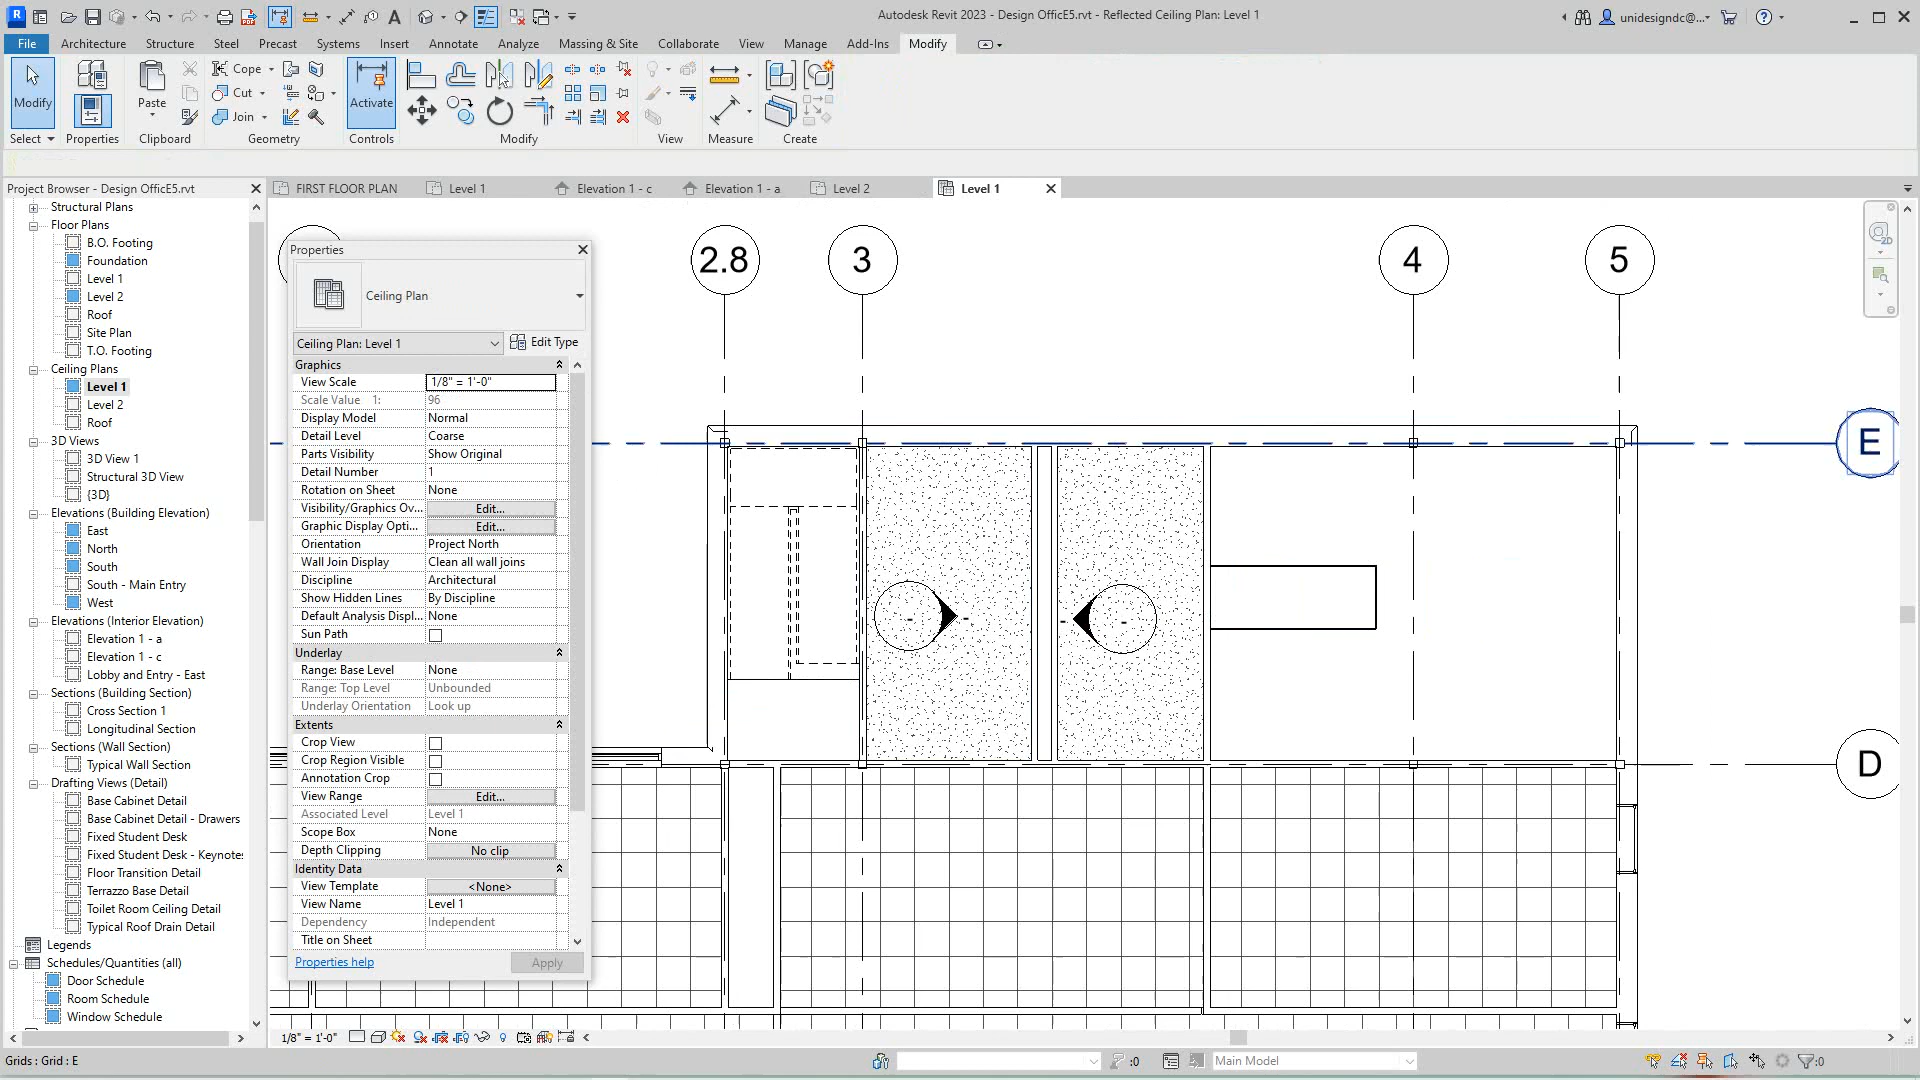 Autodesk Revit 2023 - Design OfficE5.rvt - Reflected Ceiling Plan: Level 1
unidesigndc@...
File Architecture Structure Steel Precast Systems Insert Annotate Analyze Massing & Site Collaborate View Manage Add-Ins Modify
Modify
Paste
Cope
Cut
Join
Activate
Select Properties Clipboard Geometry Controls Modify View Measure Create
Project Browser - Design OfficE5.rvt
FIRST FLOOR PLAN Level 1 Elevation 1 - c Elevation 1 - a Level 2 Level 1
Structural Plans
Floor Plans
B.O. Footing
Foundation
Level 1
Level 2
Roof
Site Plan
T.O. Footing
Ceiling Plans
Level 1
Level 2
Roof
3D Views
3D View 1
Structural 3D View
{3D}
Elevations (Building Elevation)
East
North
South
South - Main Entry
West
Elevations (Interior Elevation)
Elevation 1 - a
Elevation 1 - c
Lobby and Entry - East
Sections (Building Section)
Cross Section 1
Longitudinal Section
Sections (Wall Section)
Typical Wall Section
Drafting Views (Detail)
Base Cabinet Detail
Base Cabinet Detail - Drawers
Fixed Student Desk
Fixed Student Desk - Keynotes
Floor Transition Detail
Terrazzo Base Detail
Toilet Room Ceiling Detail
Typical Roof Drain Detail
Legends
Schedules/Quantities (all)
Door Schedule
Room Schedule
Window Schedule
Properties
Ceiling Plan
Ceiling Plan: Level 1 Edit Type
Graphics
View Scale 1/8" = 1'-0"
Scale Value 1: 96
Display Model Normal
Detail Level Coarse
Parts Visibility Show Original
Detail Number 1
Rotation on Sheet None
Visibility/Graphics Ov... Edit...
Graphic Display Opti... Edit...
Orientation Project North
Wall Join Display Clean all wall joins
Discipline Architectural
Show Hidden Lines By Discipline
Default Analysis Displ... None
Sun Path
Underlay
Range: Base Level None
Range: Top Level Unbounded
Underlay Orientation Look up
Extents
Crop View
Crop Region Visible
Annotation Crop
View Range Edit...
Associated Level Level 1
Scope Box None
Depth Clipping No clip
Identity Data
View Template <None>
View Name Level 1
Dependency Independent
Title on Sheet
Properties help Apply
2.8 3 4 5
E
D
2D
1/8" = 1'-0"
Grids : Grid : E
:0
Main Model
:0